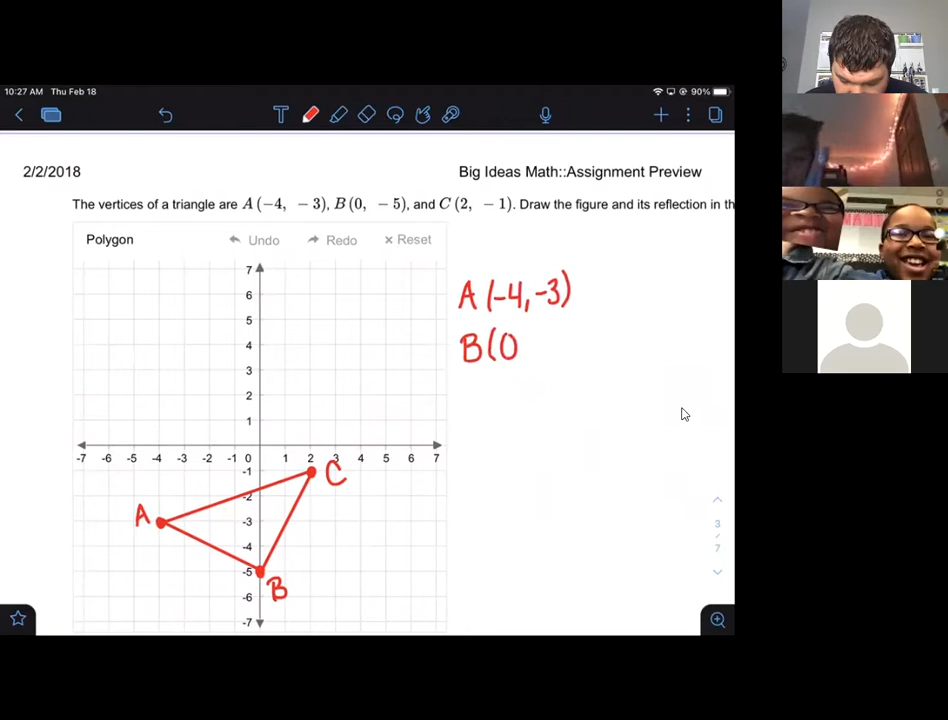 10:27 AM Thu Feb 18
90%
2/2/2018
Big Ideas Math::Assignment Preview
The vertices of a triangle are A (−4, − 3), B (0, − 5), and C (2, − 1). Draw the figure and its reflection in th
Polygon
Undo
Redo
Reset
7
6
5
4
3
2
1
-7 -6 -5 -4 -3 -2 -1 0 1 2 3 4 5 6 7
-1
-2
-3
-4
-5
-6
-7
A
B
C
A (-4, -3)
B (0
3
/
7